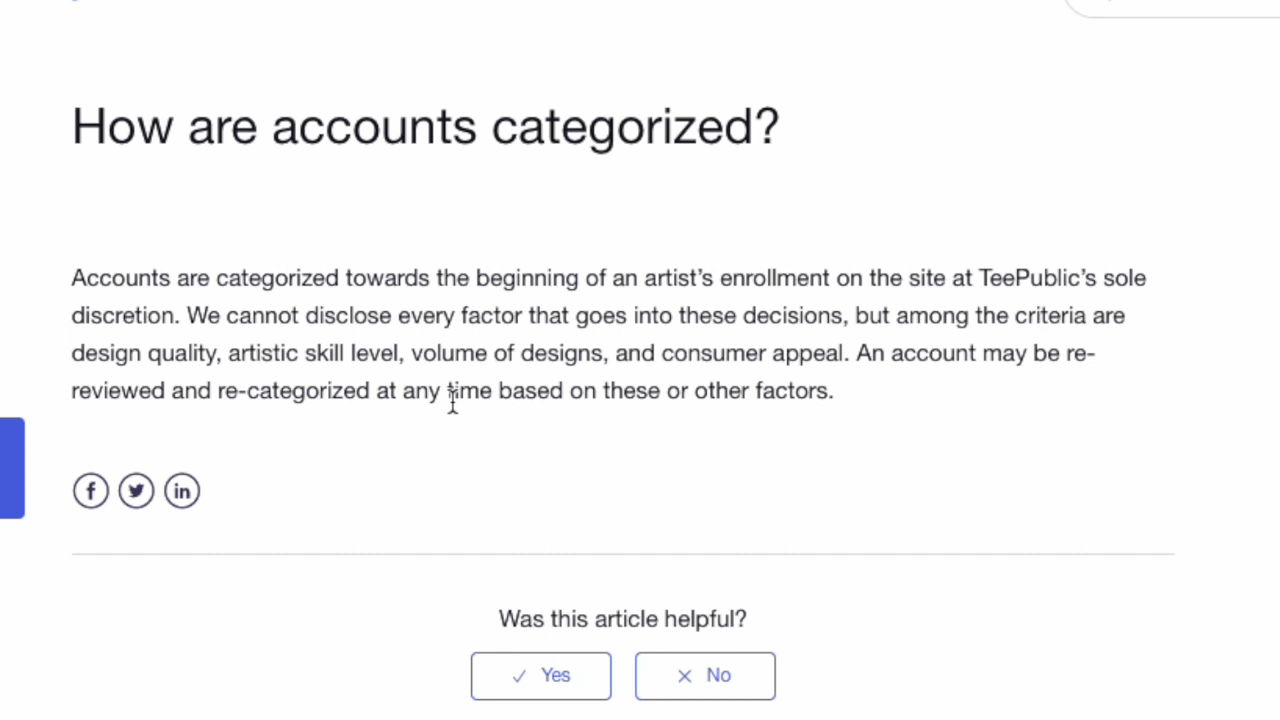 How are accounts categorized?
Accounts are categorized towards the beginning of an artist’s enrollment on the site at TeePublic’s sole
discretion. We cannot disclose every factor that goes into these decisions, but among the criteria are
design quality, artistic skill level, volume of designs, and consumer appeal. An account may be re-
reviewed and re-categorized at any time based on these or other factors.
f in
Was this article helpful?
Yes No